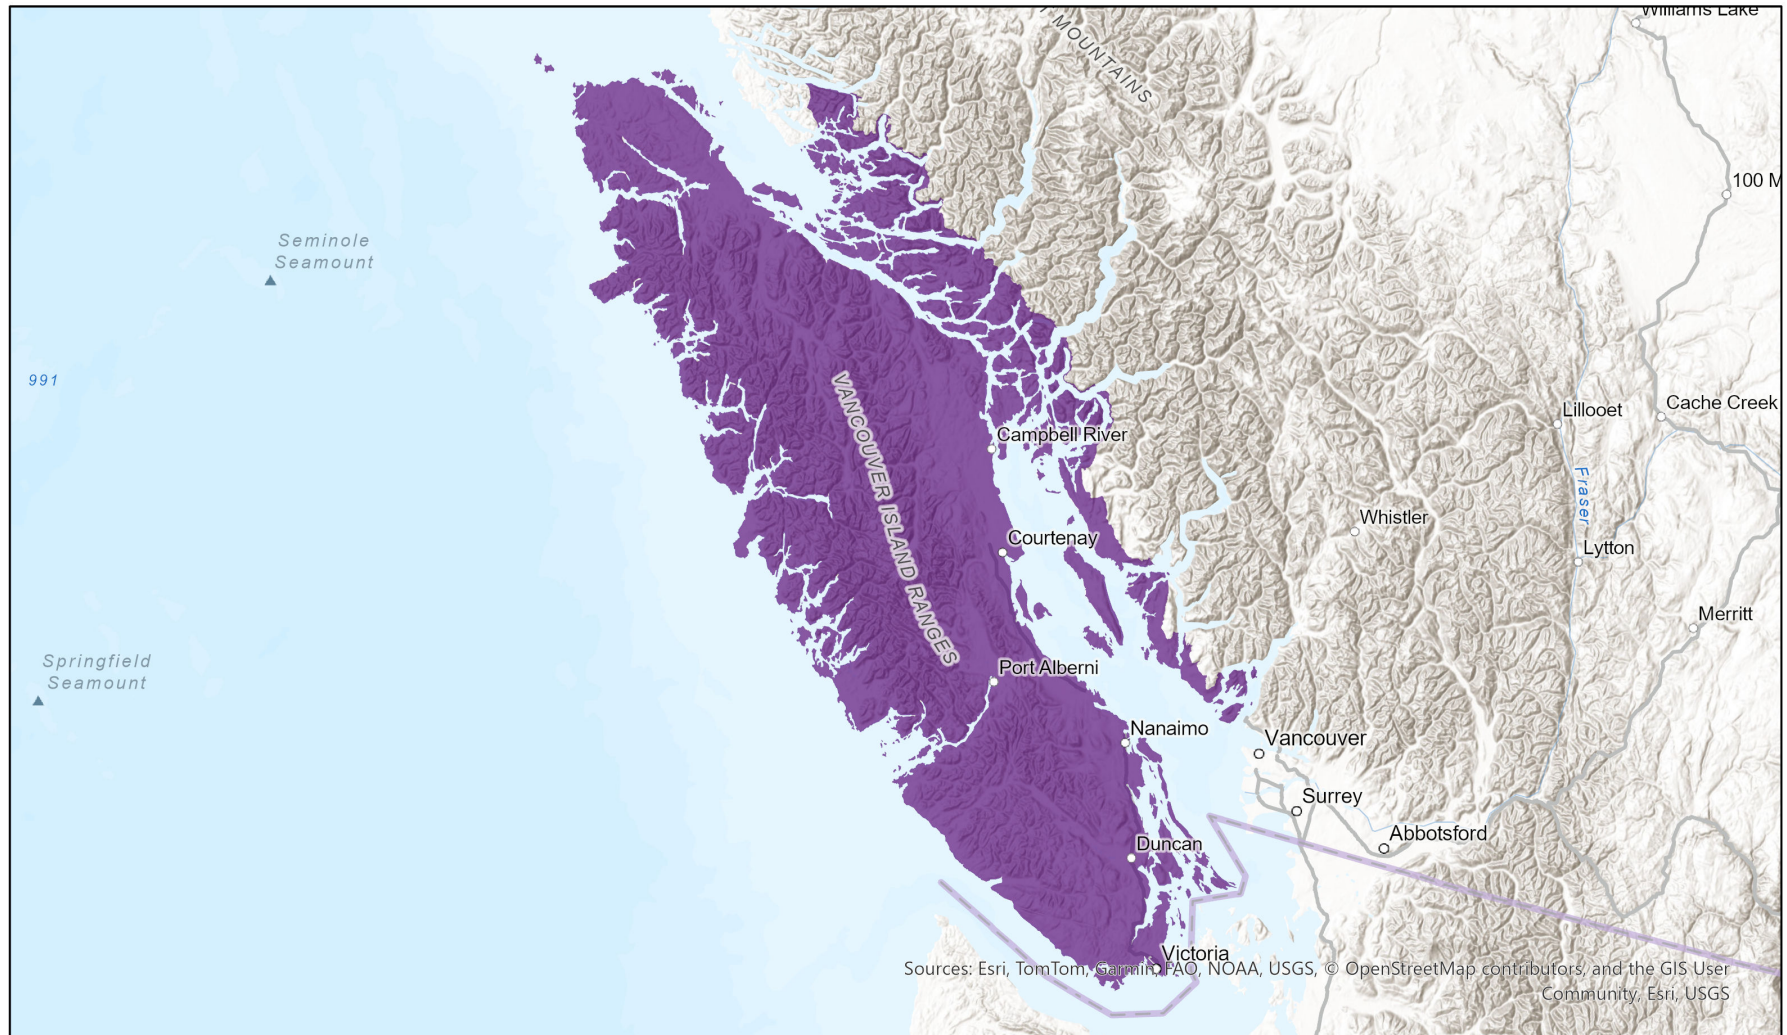 Williams Lake
MOUNTAINS
100 M
Seminole
Seamount
991
Cache Creek
Lillooet
Campbell River
VANCOUVER ISLAND RANGES
Fraser
Whistler
Courtenay
Lytton
Merritt
Springfield
Seamount
Port Alberni
Nanaimo
Vancouver
Surrey
Abbotsford
Duncan
Victoria
Sources: Esri, TomTom, Garmin, FAO, NOAA, USGS, © OpenStreetMap contributors, and the GIS User
Community, Esri, USGS